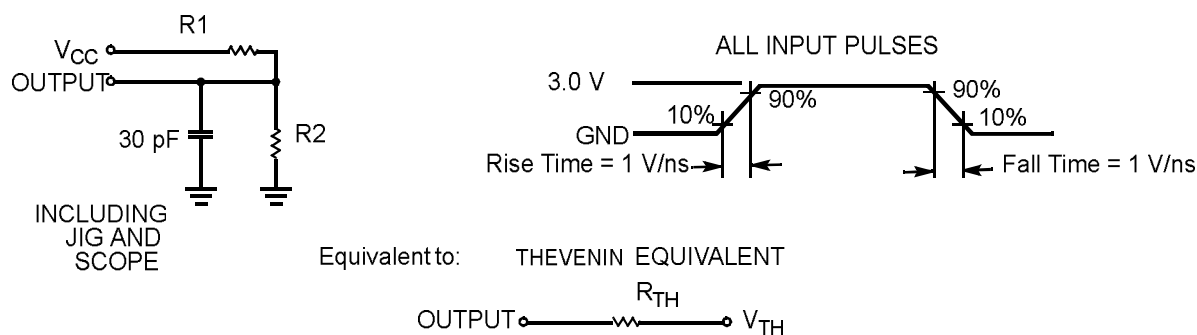 R1
VCC
OUTPUT
30 pF
R2
INCLUDING
JIG AND
SCOPE
ALL INPUT PULSES
3.0 V
90%
90%
10%
10%
GND
Rise Time = 1 V/ns
Fall Time = 1 V/ns
Equivalent to: THEVENIN EQUIVALENT
RTH
OUTPUT
VTH